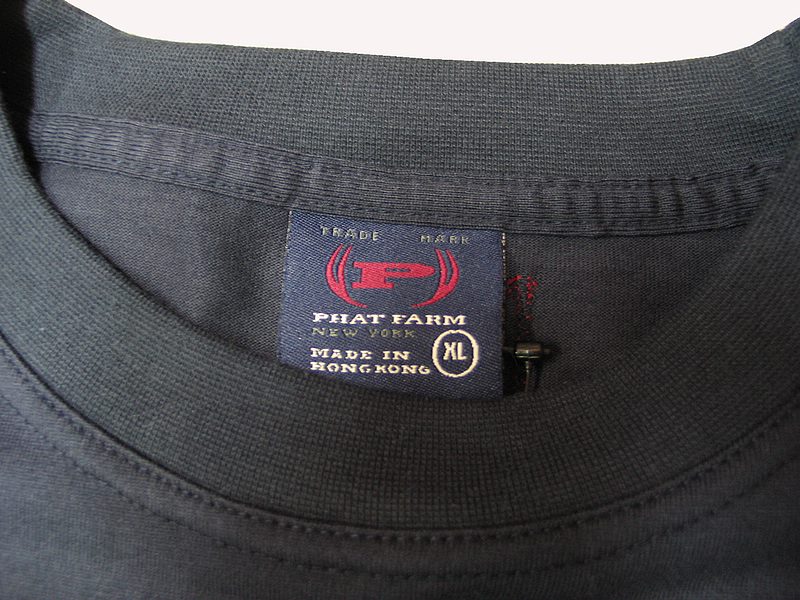 TRADE MARK
P
PHAT FARM
NEW YORK
MADE IN
HONG KONG
XL